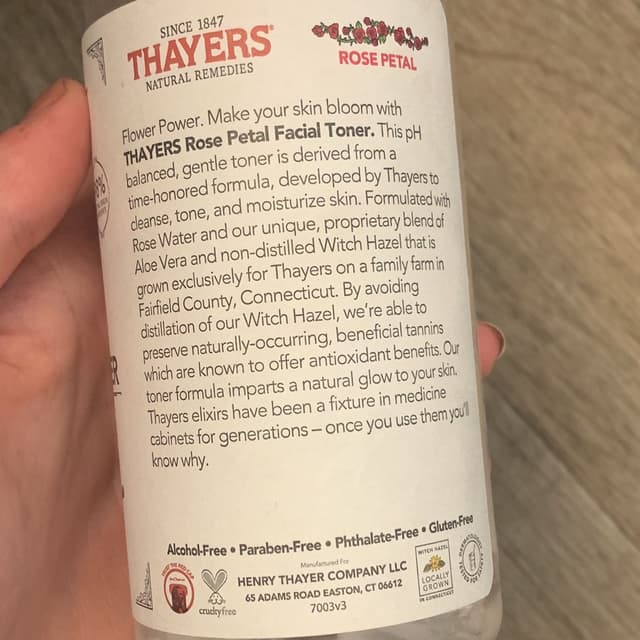 SINCE 1847
THAYERS®
NATURAL REMEDIES
ROSE PETAL
Flower Power. Make your skin bloom with
THAYERS Rose Petal Facial Toner. This pH
balanced, gentle toner is derived from a
time-honored formula, developed by Thayers to
cleanse, tone, and moisturize skin. Formulated with
Rose Water and our unique, proprietary blend of
Aloe Vera and non-distilled Witch Hazel that is
grown exclusively for Thayers on a family farm in
Fairfield County, Connecticut. By avoiding
distillation of our Witch Hazel, we're able to
preserve naturally-occurring, beneficial tannins
which are known to offer antioxidant benefits. Our
toner formula imparts a natural glow to your skin.
Thayers elixirs have been a fixture in medicine
cabinets for generations – once you use them you'll
know why.
Alcohol-Free • Paraben-Free • Phthalate-Free • Gluten-Free
Manufactured For
HENRY THAYER COMPANY LLC
65 ADAMS ROAD EASTON, CT 06612
7003v3
crueltyfree
WITCH HAZEL
LOCALLY
GROWN
IN CONNECTICUT